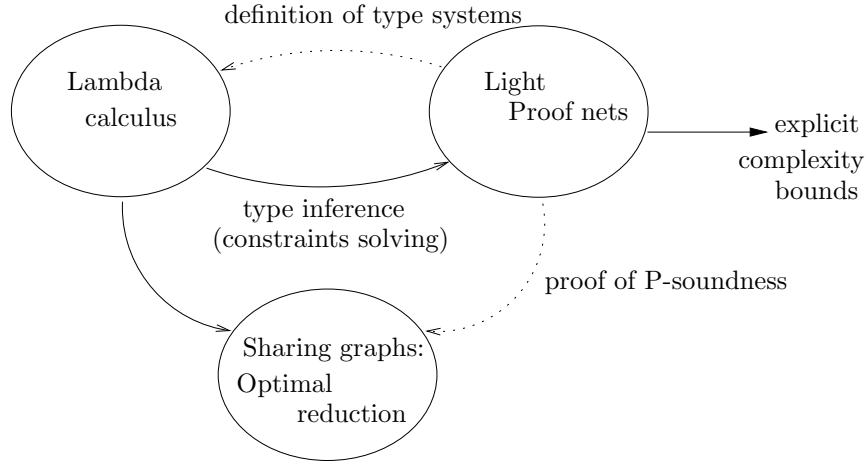 definition of type systems
Lambda
calculus
Light
Proof nets
explicit
complexity
bounds
type inference
(constraints solving)
proof of P-soundness
Sharing graphs:
Optimal
reduction